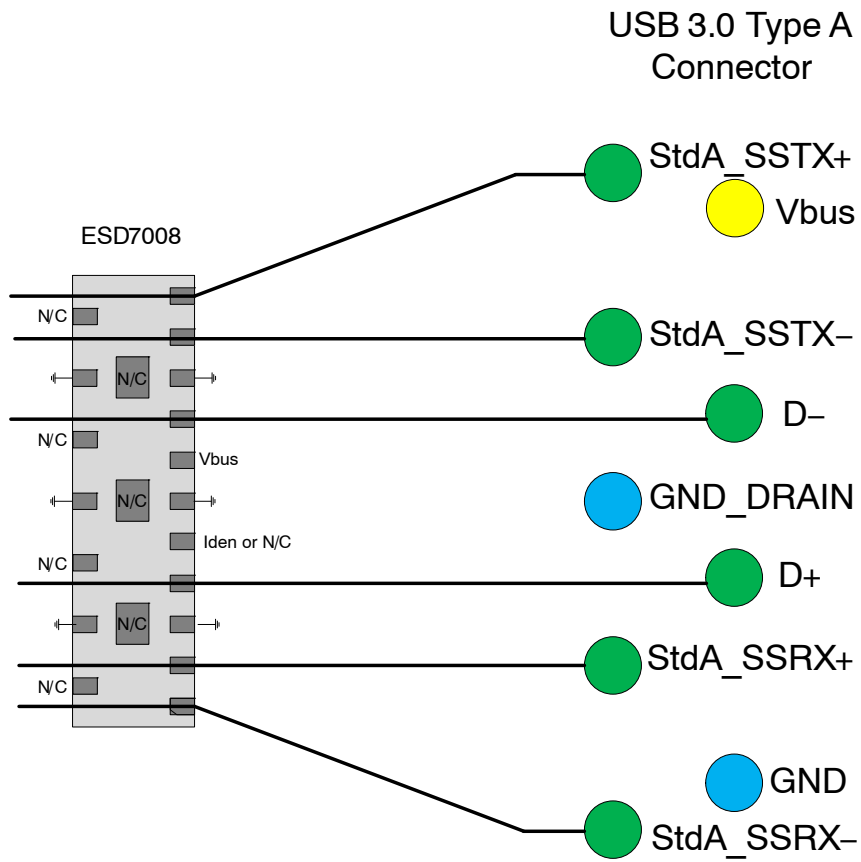 USB 3.0 Type A
Connector
StdA_SSTX+
Vbus
ESD7008
N/C
StdA_SSTX−
N/C
D−
N/C
Vbus
N/C
GND_DRAIN
Iden or N/C
N/C
D+
N/C
StdA_SSRX+
N/C
GND
StdA_SSRX−